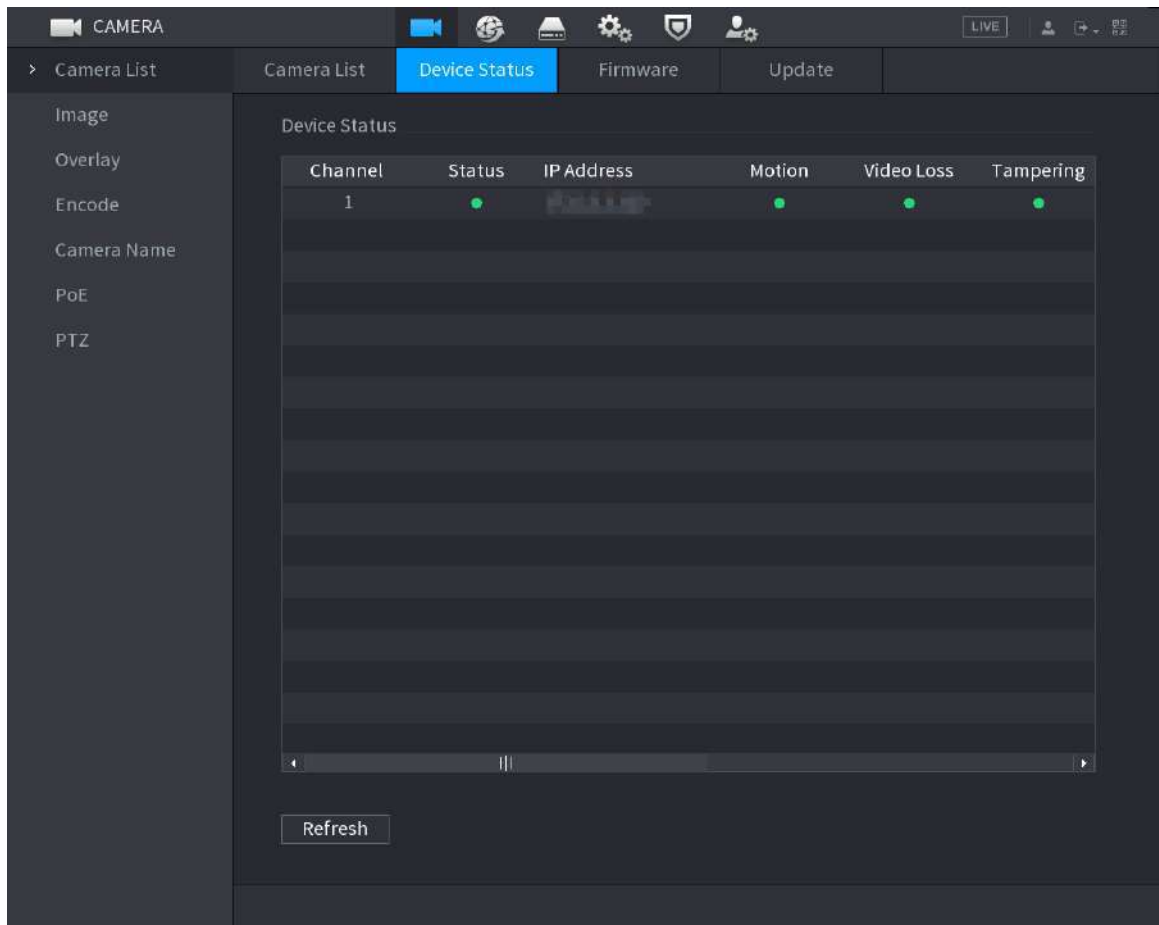 CAMERA LIVE
> Camera List
Image
Overlay
Encode
Camera Name
PoE
PTZ
Camera List Device Status Firmware Update
Device Status
Channel Status IP Address Motion Video Loss Tampering
1
Refresh